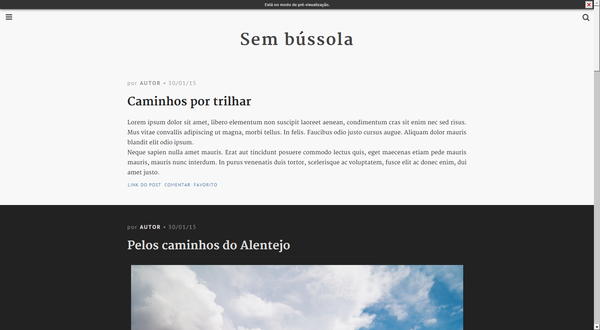 Está no modo de pré-visualização.
Sem bússola
por AUTOR • 30/01/15
Caminhos por trilhar
Lorem ipsum dolor sit amet, libero elementum non suscipit laoreet aenean, condimentum cras sit enim nec sed risus.
Mus vitae convallis adipiscing ut magna, morbi tellus. In felis. Faucibus odio justo cursus augue. Aliquam dolor mauris
blandit elit odio ipsum.
Neque sapien nulla amet mauris. Erat aut tincidunt posuere commodo lectus quis, eget maecenas etiam pede mauris
mauris, mauris nunc interdum. In purus venenatis duis tortor, scelerisque ac voluptatem, fusce elit ac donec enim, dui
amet justo.
LINK DO POST COMENTAR FAVORITO
por AUTOR • 30/01/15
Pelos caminhos do Alentejo